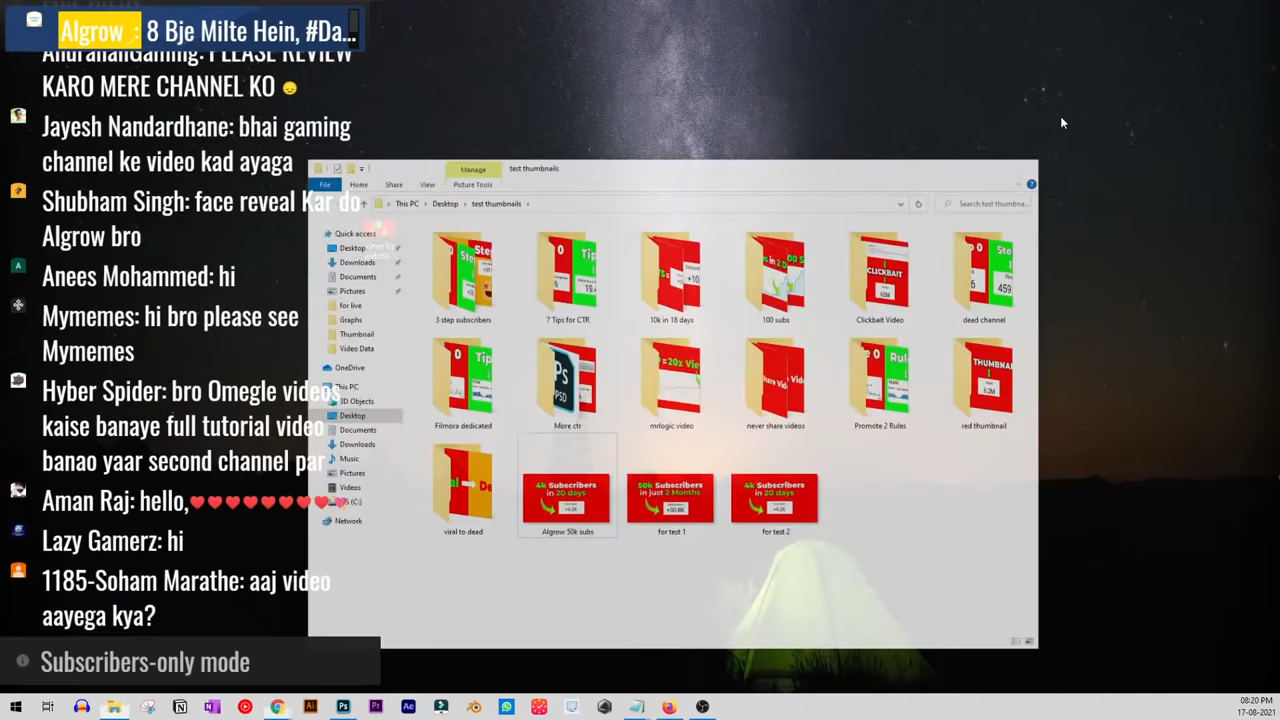 Algrow : 8 Bje Milte Hein, #Da...
KARO MERE CHANNEL KO
Jayesh Nandardhane: bhai gaming
channel ke video kad ayaga
Shubham Singh: face reveal Kar do
Algrow bro
Anees Mohammed: hi
Mymemes: hi bro please see
Mymemes
Hyber Spider: bro Omegle videos
kaise banaye full tutorial video
banao yaar second channel par
Aman Raj: hello,
Lazy Gamerz: hi
1185-Soham Marathe: aaj video
aayega kya?
Subscribers-only mode
Manage
test thumbnails
File
Home
Share
View
Picture Tools
This PC
Desktop
test thumbnails
Search test thumbna...
Quick access
Desktop
Downloads
Documents
Pictures
for live
Graphs
Thumbnail
Video Data
OneDrive
This PC
3D Objects
Desktop
Documents
Downloads
Music
Pictures
Videos
(C:)
Network
3 step subscribers
7 Tips for CTR
10k in 18 days
100 subs
Clickbait Video
dead channel
Filmora dedicated
More ctr
mrlogic video
never share videos
Promote 2 Rules
red thumbnail
viral to dead
4k Subscribers
in 20 days
+4.2K
Algrow 50k subs
50k Subscribers
in just 2 Months
+50.8K
for test 1
4k Subscribers
in 20 days
+4.2K
for test 2
08:20 PM
17-08-2021